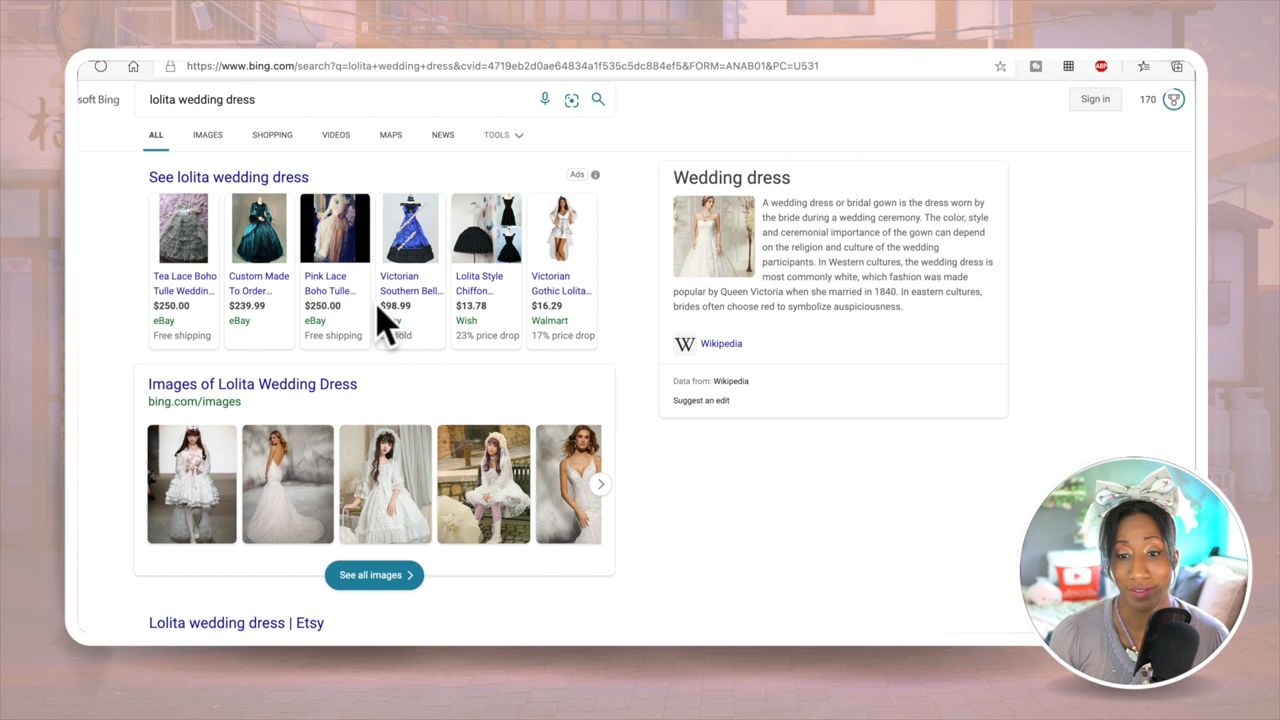 https://www.bing.com/search?q=lolita+wedding+dress&cvid=4719eb2d0ae64834a1f535c5dc884ef5&FORM=ANAB01&PC=U531
ABP
soft Bing
lolita wedding dress
Sign in
170
ALL
IMAGES
SHOPPING
VIDEOS
MAPS
NEWS
TOOLS
See lolita wedding dress
Ads
Tea Lace Boho
Tulle Weddin...
$250.00
eBay
Free shipping
Custom Made
To Order...
$239.99
eBay
Pink Lace
Boho Tulle...
$250.00
eBay
Free shipping
Victorian
Southern Bell...
$98.99
old
Lolita Style
Chiffon...
$13.78
Wish
23% price drop
Victorian
Gothic Lolita...
$16.29
Walmart
17% price drop
Images of Lolita Wedding Dress
bing.com/images
See all images
Lolita wedding dress | Etsy
Wedding dress
A wedding dress or bridal gown is the dress worn by
the bride during a wedding ceremony. The color, style
and ceremonial importance of the gown can depend
on the religion and culture of the wedding
participants. In Western cultures, the wedding dress is
most commonly white, which fashion was made
popular by Queen Victoria when she married in 1840. In eastern cultures,
brides often choose red to symbolize auspiciousness.
W Wikipedia
Data from: Wikipedia
Suggest an edit